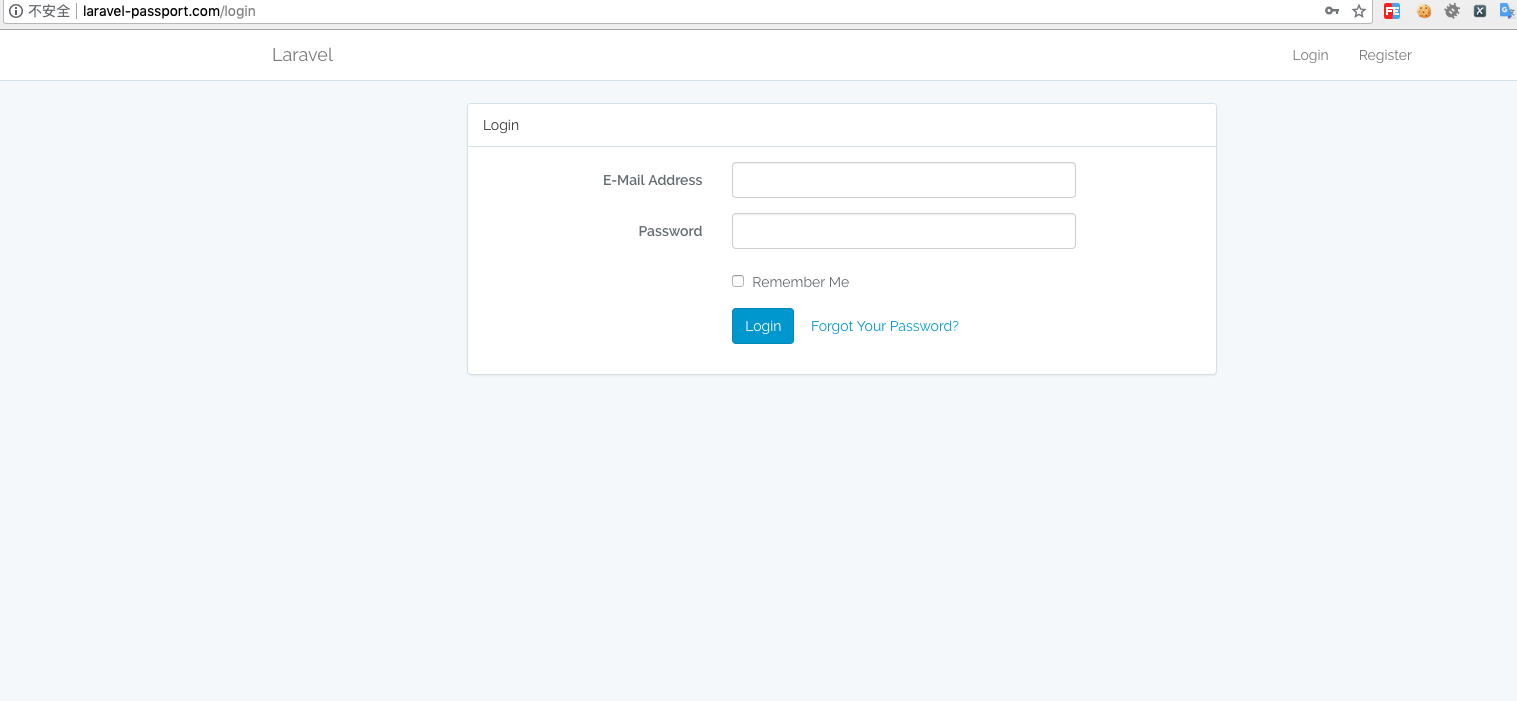 不安全 laravel-passport.com/login
Laravel Login Register
Login
E-Mail Address
Password
Remember Me
Login Forgot Your Password?